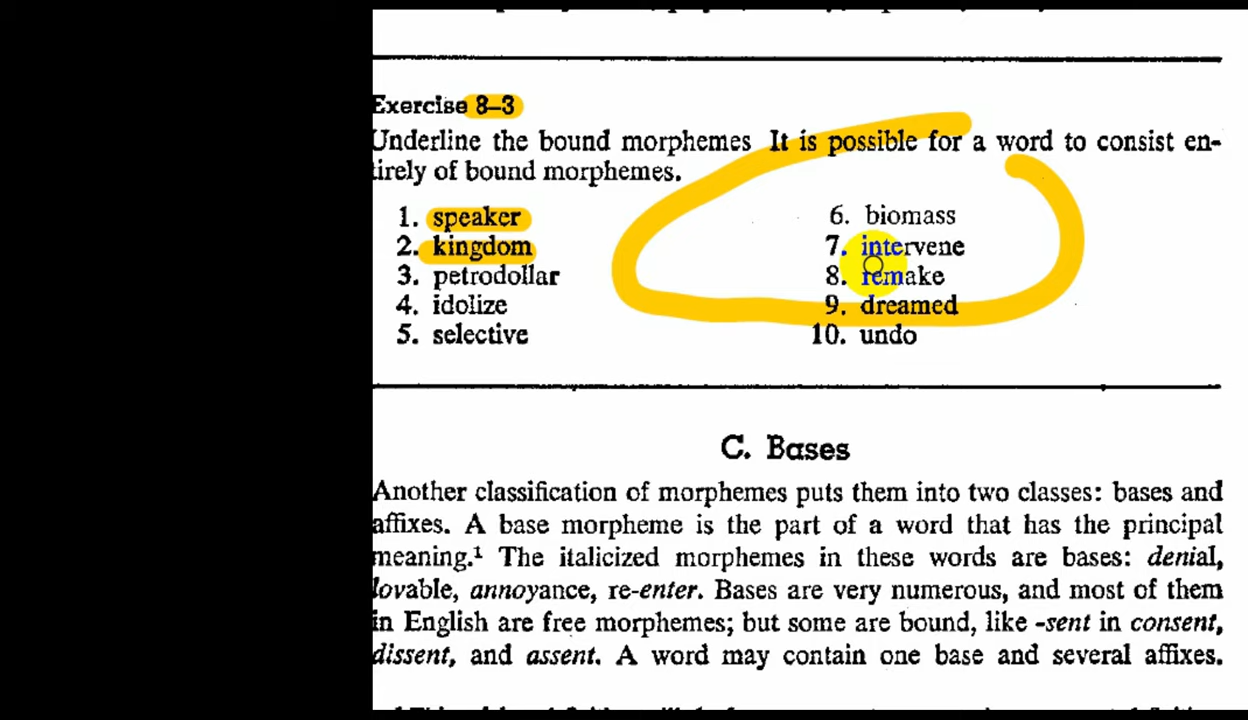 Exercise 8–3
Underline the bound morphemes It is possible for a word to consist en-
tirely of bound morphemes.
1. speaker
2. kingdom
3. petrodollar
4. idolize
5. selective
6. biomass
7. intervene
8. remake
9. dreamed
10. undo
C. Bases
Another classification of morphemes puts them into two classes: bases and
affixes. A base morpheme is the part of a word that has the principal
meaning.¹ The italicized morphemes in these words are bases: denial,
lovable, annoyance, re-enter. Bases are very numerous, and most of them
in English are free morphemes; but some are bound, like -sent in consent,
dissent, and assent. A word may contain one base and several affixes.